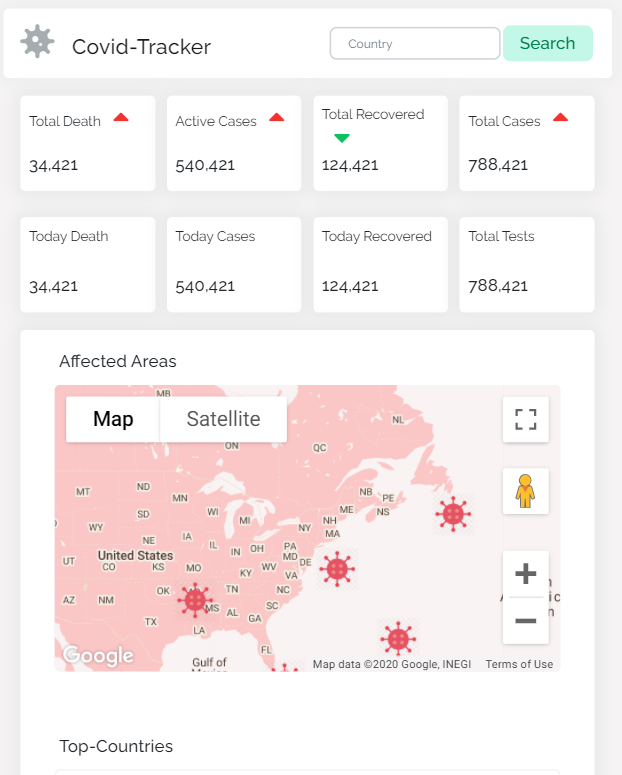 Covid-Tracker
Country
Search
Total Death
34,421
Active Cases
540,421
Total Recovered
124,421
Total Cases
788,421
Today Death
34,421
Today Cases
540,421
Today Recovered
124,421
Total Tests
788,421
Affected Areas
Map
Satellite
MB
NL
ON
QC
MT
ND
MN
NB
PE
SD
WI
MI
ME
NS
WY
NY
NH
MA
NE
IA
IL
IN
OH
PA
United States
MD
DE
UT
CO
KS
MO
WV
KY
VA
OK
TN
NC
AZ
NM
MS
AL
SC
GA
TX
LA
FL
Gulf of
Google
Map data ©2020 Google, INEGI
Terms of Use
Top-Countries